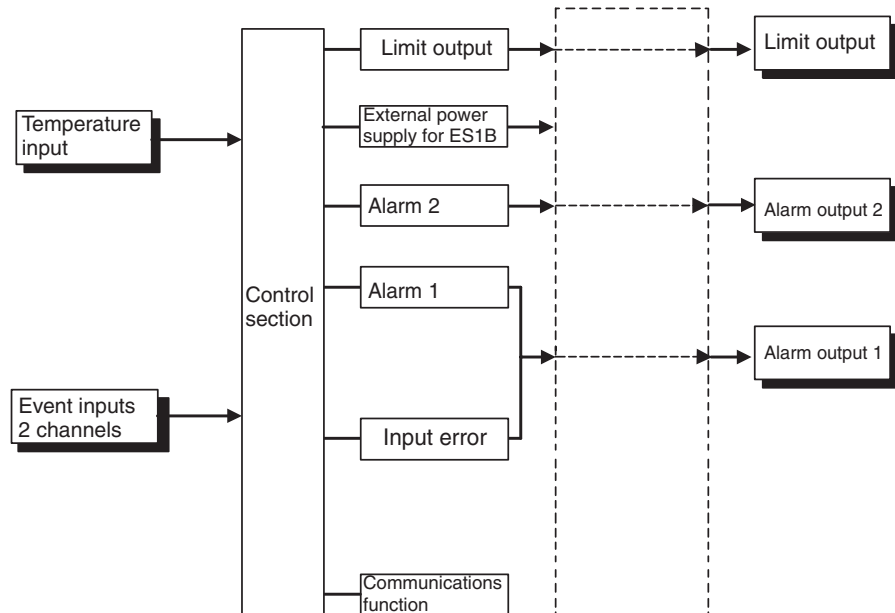 Limit output
Limit output
External power
supply for ES1B
Temperature
input
Alarm 2
Alarm output 2
Alarm 1
Control
section
Alarm output 1
Event inputs
2 channels
Input error
Communications
function